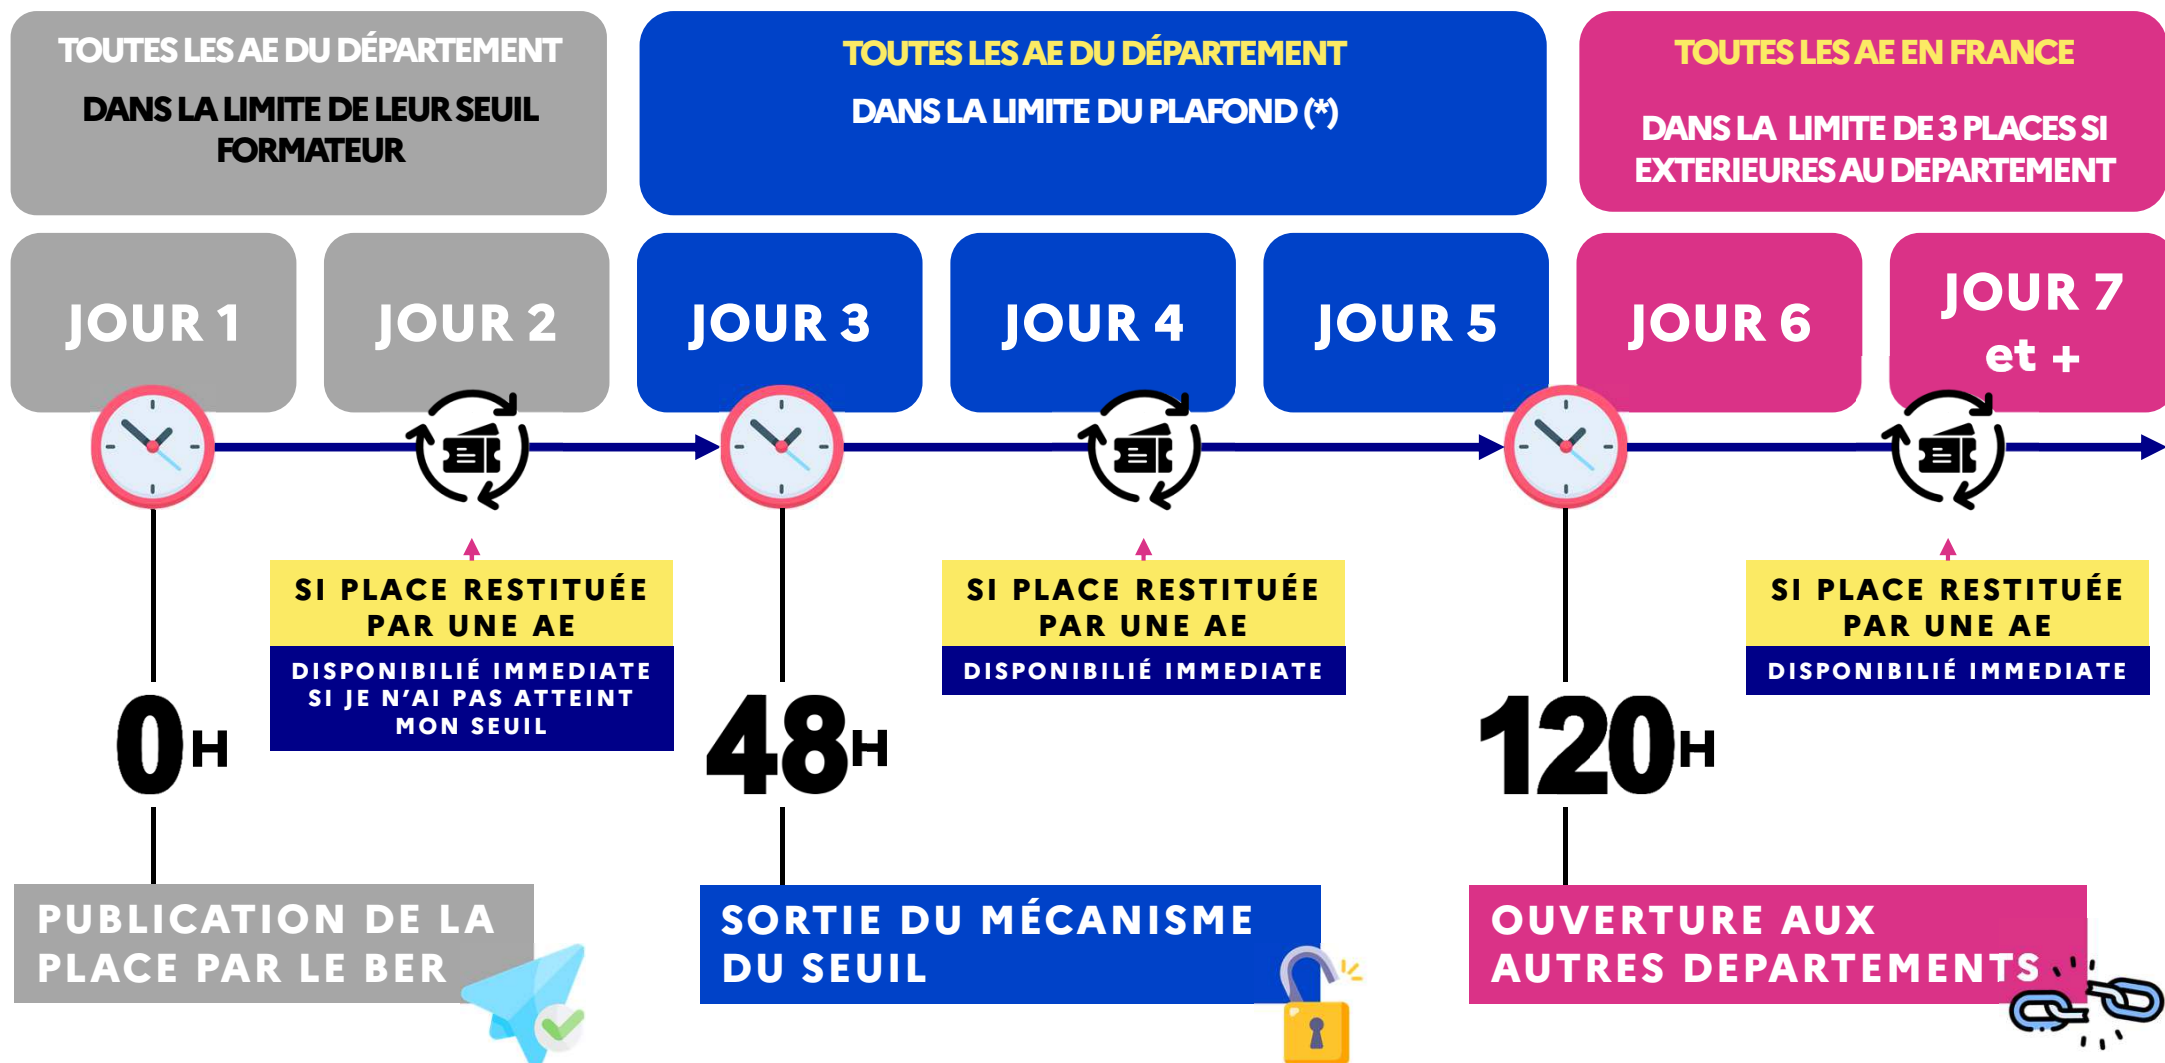 TOUTES LES AE DU DÉPARTEMENT
DANS LA LIMITE DE LEUR SEUIL
FORMATEUR
TOUTES LES AE DU DÉPARTEMENT
DANS LA LIMITE DU PLAFOND (*)
TOUTES LES AE EN FRANCE
DANS LA LIMITE DE 3 PLACES SI
EXTERIEURES AU DEPARTEMENT
JOUR 1
JOUR 2
JOUR 3
JOUR 4
JOUR 5
JOUR 6
JOUR 7
et +
SI PLACE RESTITUÉE
PAR UNE AE
DISPONIBILIÉ IMMEDIATE
SI JE N'AI PAS ATTEINT
MON SEUIL
SI PLACE RESTITUÉE
PAR UNE AE
DISPONIBILIÉ IMMEDIATE
SI PLACE RESTITUÉE
PAR UNE AE
DISPONIBILIÉ IMMEDIATE
0H
48H
120H
PUBLICATION DE LA
PLACE PAR LE BER
SORTIE DU MÉCANISME
DU SEUIL
OUVERTURE AUX
AUTRES DEPARTEMENTS